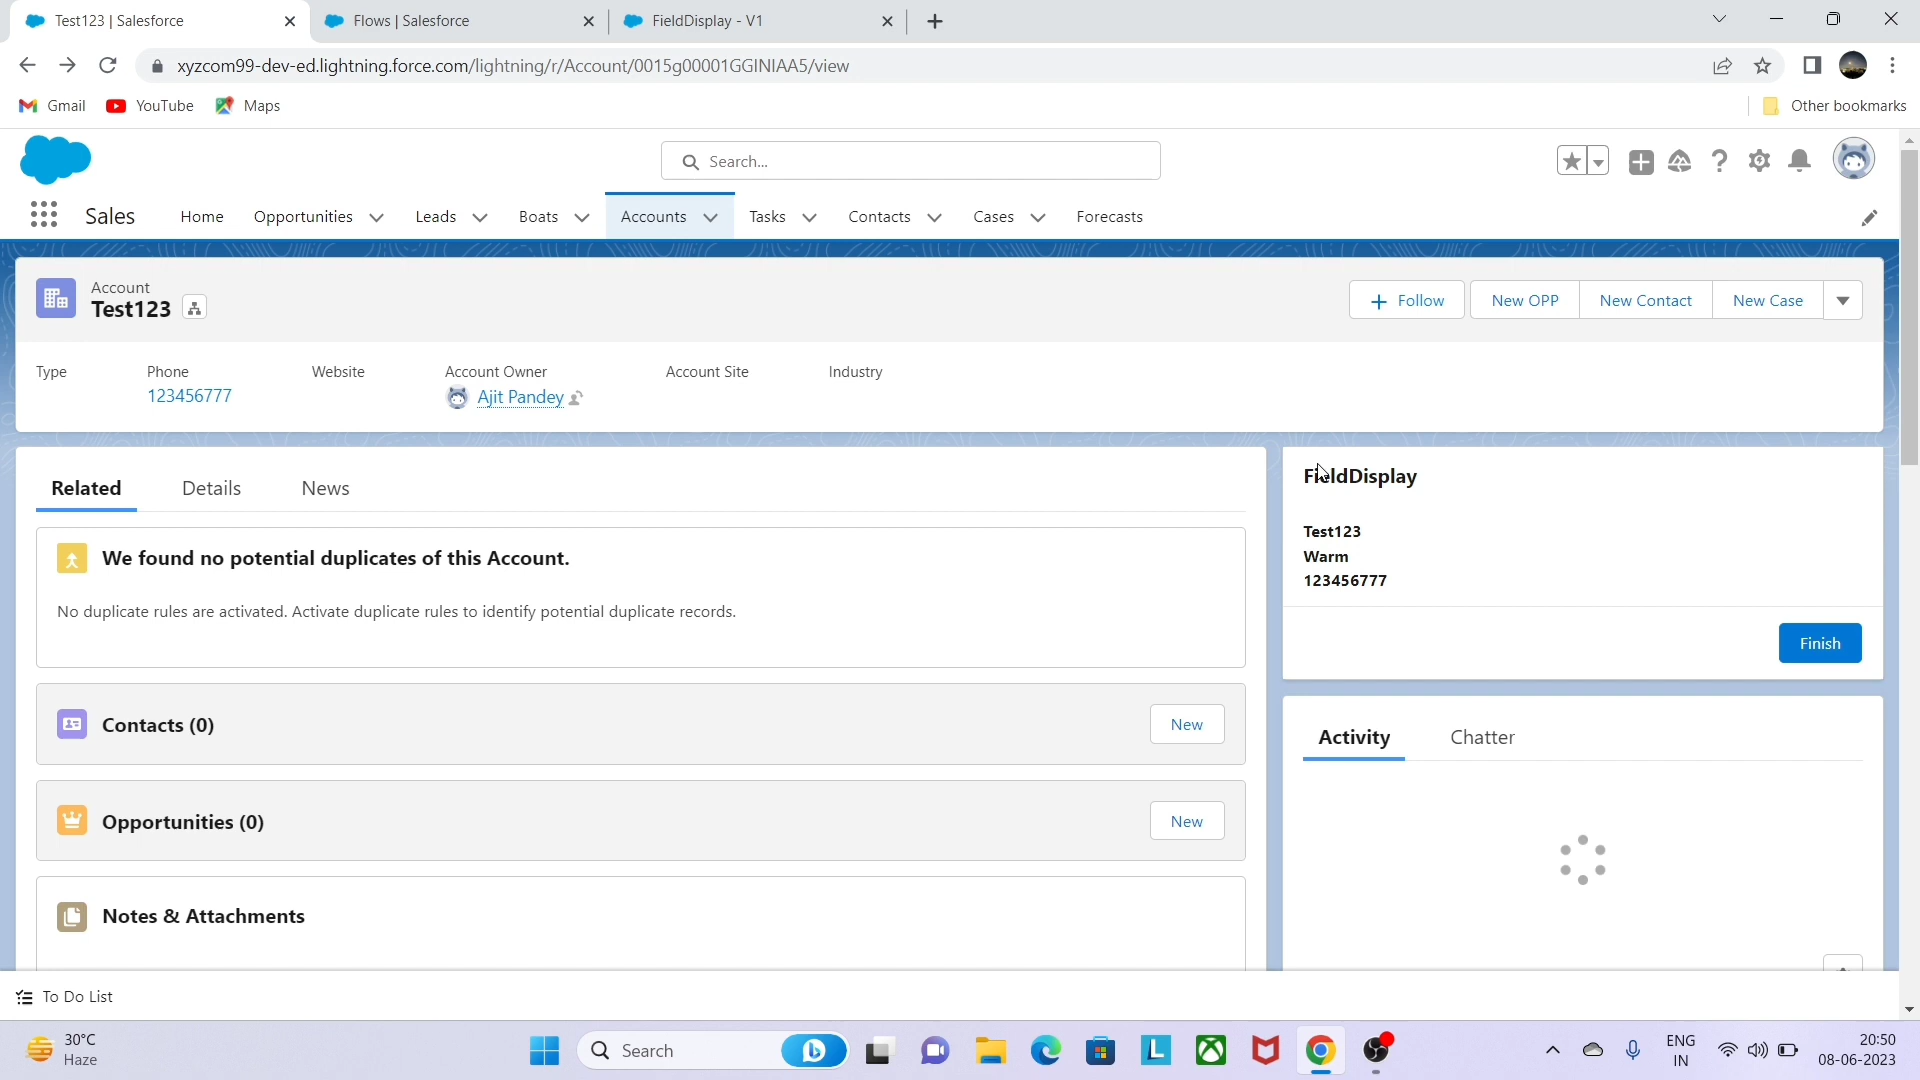 Test123 | Salesforce
Flows | Salesforce
FieldDisplay - V1
xyzcom99-dev-ed.lightning.force.com/lightning/r/Account/0015g00001GGINIAA5/view
Gmail
YouTube
Maps
Other bookmarks
Search...
Sales
Home
Opportunities
Leads
Boats
Accounts
Tasks
Contacts
Cases
Forecasts
Account
Test123
Follow
New OPP
New Contact
New Case
Type
Phone
Website
Account Owner
Account Site
Industry
123456777
Ajit Pandey
Related
Details
News
We found no potential duplicates of this Account.
No duplicate rules are activated. Activate duplicate rules to identify potential duplicate records.
Contacts (0)
New
Opportunities (0)
New
Notes & Attachments
FieldDisplay
Test123
Warm
123456777
Finish
Activity
Chatter
To Do List
30°C
Haze
Search
ENG
IN
20:50
08-06-2023